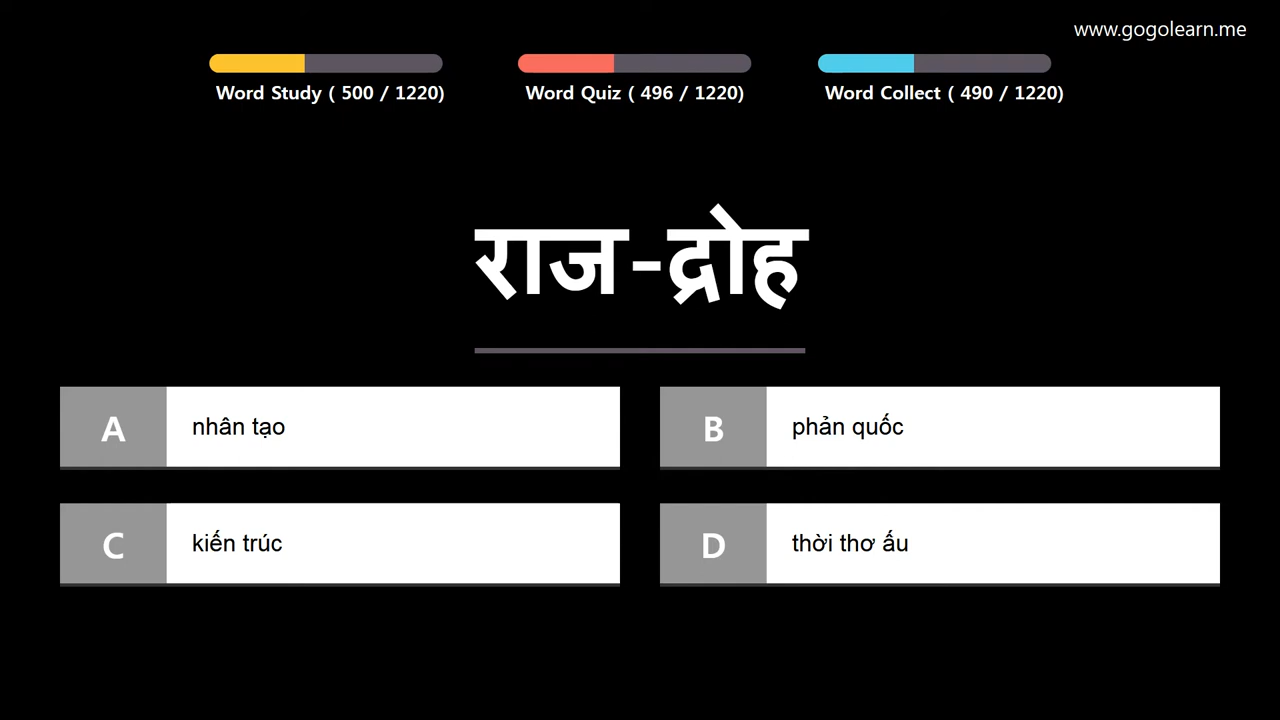 www.gogolearn.me
Word Study ( 500 / 1220)
Word Quiz ( 496 / 1220)
Word Collect ( 490 / 1220)
राज-द्रोह
A nhân tạo
B phản quốc
C kiến trúc
D thời thơ ấu